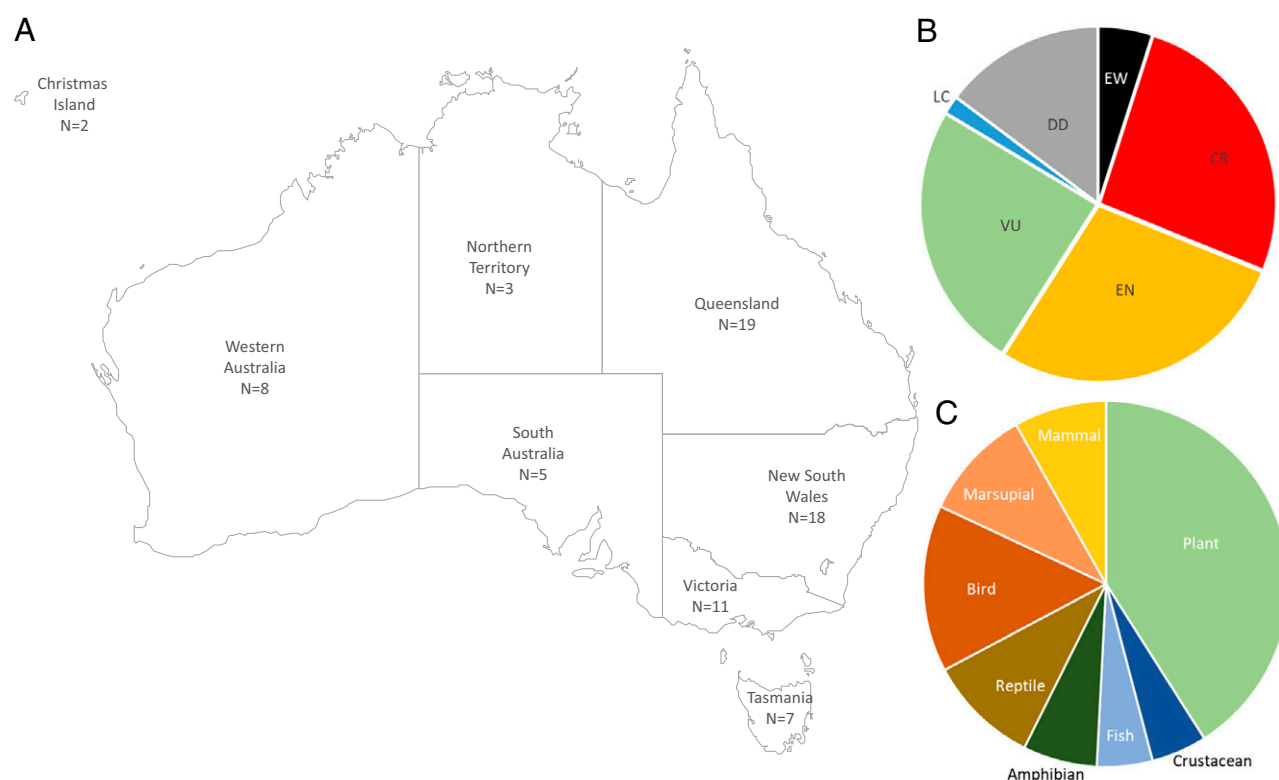 A
Christmas
Island
N=2
Northern
Territory
N=3
Queensland
N=19
Western
Australia
N=8
South
Australia
N=5
New South
Wales
N=18
Victoria
N=11
Tasmania
N=7
B
EW
LC
DD
CR
VU
EN
C
Mammal
Marsupial
Plant
Bird
Reptile
Fish
Crustacean
Amphibian